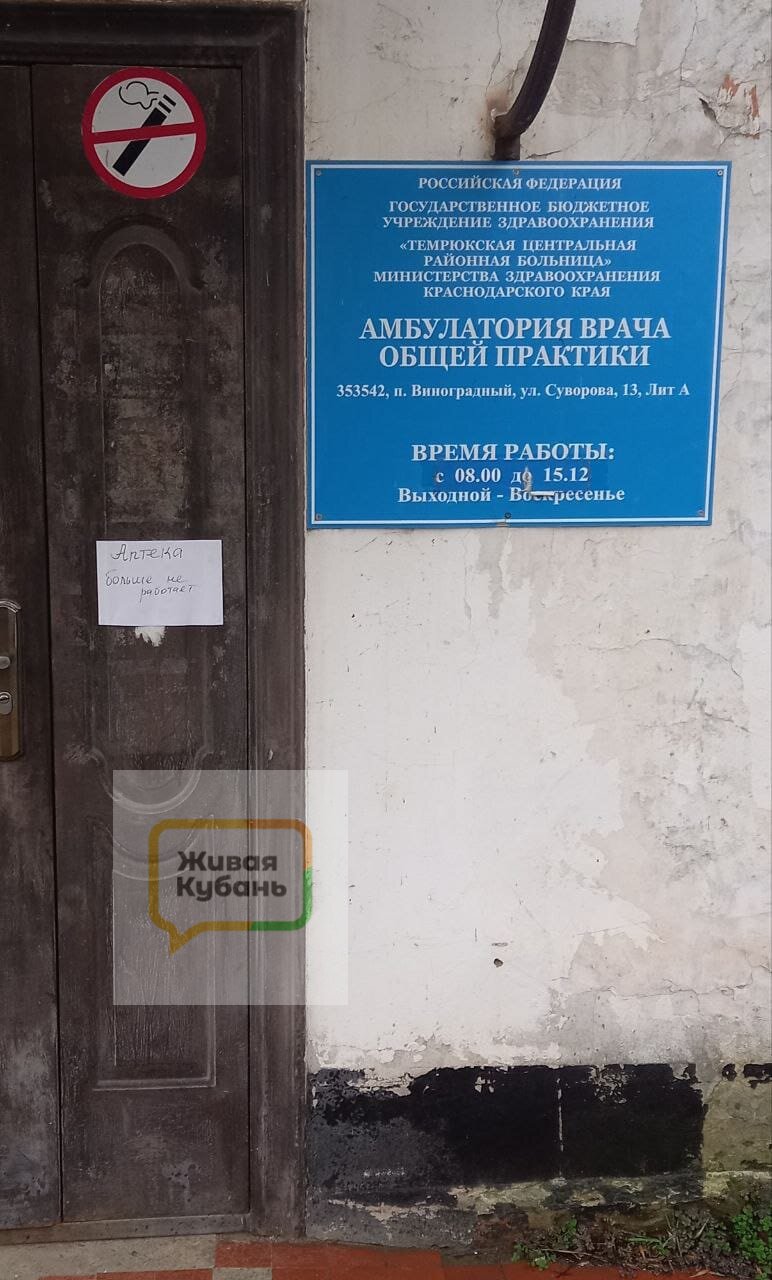 РОССИЙСКАЯ ФЕДЕРАЦИЯ
ГОСУДАРСТВЕННОЕ БЮДЖЕТНОЕ
УЧРЕЖДЕНИЕ ЗДРАВООХРАНЕНИЯ
«ТЕМРЮКСКАЯ ЦЕНТРАЛЬНАЯ
РАЙОННАЯ БОЛЬНИЦА»
МИНИСТЕРСТВА ЗДРАВООХРАНЕНИЯ
КРАСНОДАРСКОГО КРАЯ
АМБУЛАТОРИЯ ВРАЧА
ОБЩЕЙ ПРАКТИКИ
353542, п. Виноградный, ул. Суворова, 13, Лит А
ВРЕМЯ РАБОТЫ:
с 08.00 до 15.12
Выходной - Воскресенье
Аптека
больше не
работает
Живая
Кубань